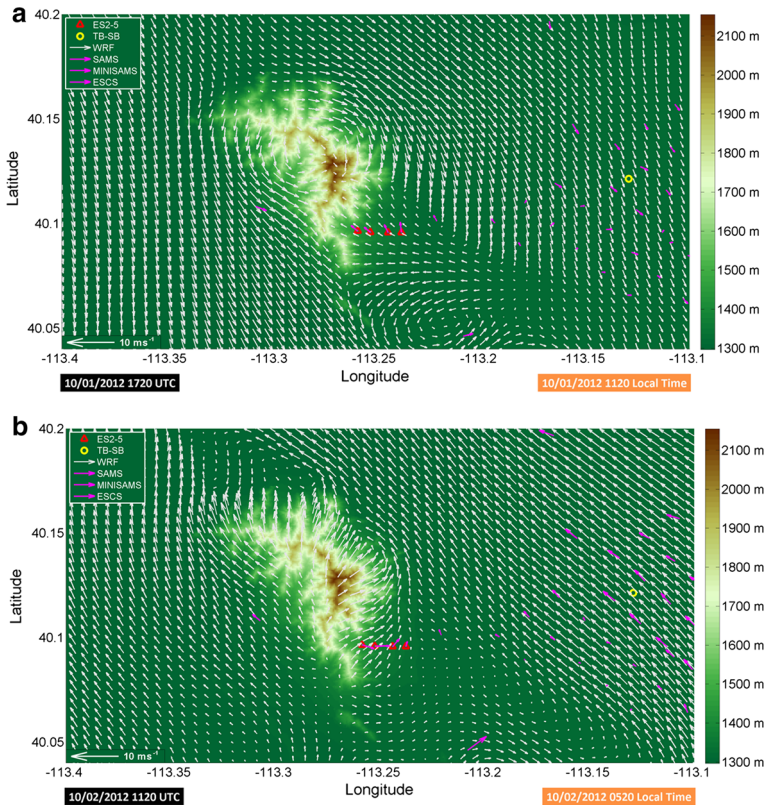 a
ES2-5
TB-SB
WRF
SAMS
MINISAMS
ESCS
10 ms⁻¹
40.2
40.15
40.1
40.05
Latitude
-113.4 -113.35 -113.3 -113.25 -113.2 -113.15 -113.1
Longitude
10/01/2012 1720 UTC
10/01/2012 1120 Local Time
2100 m
2000 m
1900 m
1800 m
1700 m
1600 m
1500 m
1400 m
1300 m
b
ES2-5
TB-SB
WRF
SAMS
MINISAMS
ESCS
10 ms⁻¹
40.2
40.15
40.1
40.05
Latitude
-113.4 -113.35 -113.3 -113.25 -113.2 -113.15 -113.1
Longitude
10/02/2012 1120 UTC
10/02/2012 0520 Local Time
2100 m
2000 m
1900 m
1800 m
1700 m
1600 m
1500 m
1400 m
1300 m